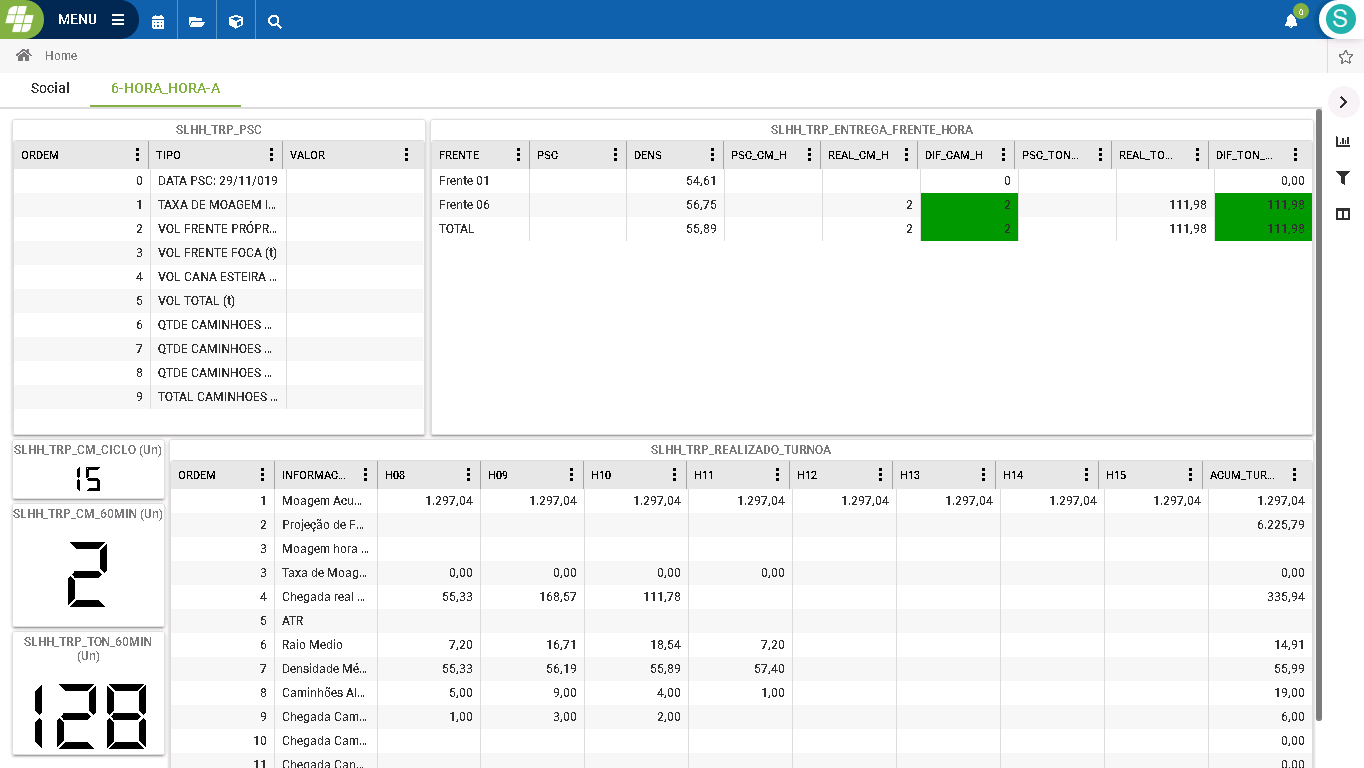 MENU
0
S
Home
Social 6-HORA_HORA-A
SLHH_TRP_PSC
ORDEM TIPO VALOR
0 DATA PSC: 29/11/019
1 TAXA DE MOAGEM I...
2 VOL FRENTE PRÓPR...
3 VOL FRENTE FOCA (t)
4 VOL CANA ESTEIRA ...
5 VOL TOTAL (t)
6 QTDE CAMINHOES ...
7 QTDE CAMINHOES ...
8 QTDE CAMINHOES ...
9 TOTAL CAMINHOES ...
SLHH_TRP_ENTREGA_FRENTE_HORA
FRENTE PSC DENS PSC_CM_H REAL_CM_H DIF_CAM_H PSC_TON... REAL_TO... DIF_TON_...
Frente 01 54,61 0 0,00
Frente 06 56,75 2 2 111,98 111,98
TOTAL 55,89 2 2 111,98 111,98
SLHH_TRP_CM_CICLO (Un)
15
SLHH_TRP_CM_60MIN (Un)
2
SLHH_TRP_TON_60MIN
(Un)
128
SLHH_TRP_REALIZADO_TURNOA
ORDEM INFORMAC... H08 H09 H10 H11 H12 H13 H14 H15 ACUM_TUR...
1 Moagem Acu... 1.297,04 1.297,04 1.297,04 1.297,04 1.297,04 1.297,04 1.297,04 1.297,04 1.297,04
2 Projeção de F... 6.225,79
3 Moagem hora ...
3 Taxa de Moag... 0,00 0,00 0,00 0,00 0,00
4 Chegada real ... 55,33 168,57 111,78 335,94
5 ATR
6 Raio Medio 7,20 16,71 18,54 7,20 14,91
7 Densidade Mé... 55,33 56,19 55,89 57,40 55,99
8 Caminhões Al... 5,00 9,00 4,00 1,00 19,00
9 Chegada Cam... 1,00 3,00 2,00 6,00
10 Chegada Cam... 0,00
11 Chegada Can... 0,00